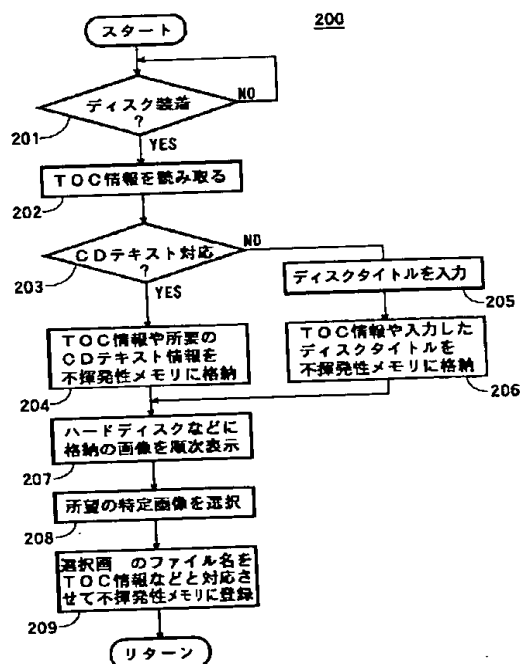 200
スタート
ディスク装着
?
NO
201
YES
TOC情報を読み取る
202
CDテキスト対応
?
NO
203
YES
ディスクタイトルを入力
205
TOC情報や所要の
CDテキスト情報を
不揮発性メモリに格納
204
TOC情報や入力した
ディスクタイトルを
不揮発性メモリに格納
206
ハードディスクなどに
格納の画像を順次表示
207
所望の特定画像を選択
208
選択画 のファイル名を
TOC情報などと対応さ
せて不揮発性メモリに登録
209
リターン